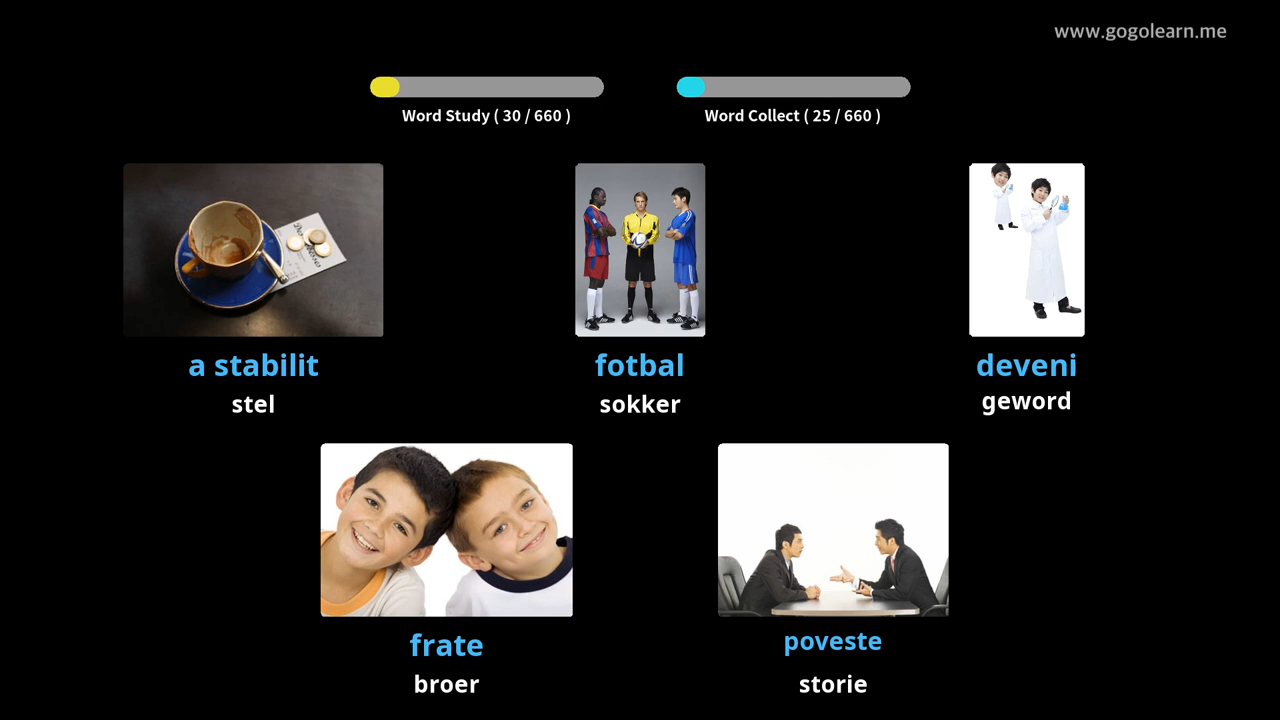 www.gogolearn.me
Word Study ( 30 / 660 )
Word Collect ( 25 / 660 )
a stabilit
fotbal
deveni
stel
sokker
geword
frate
poveste
broer
storie